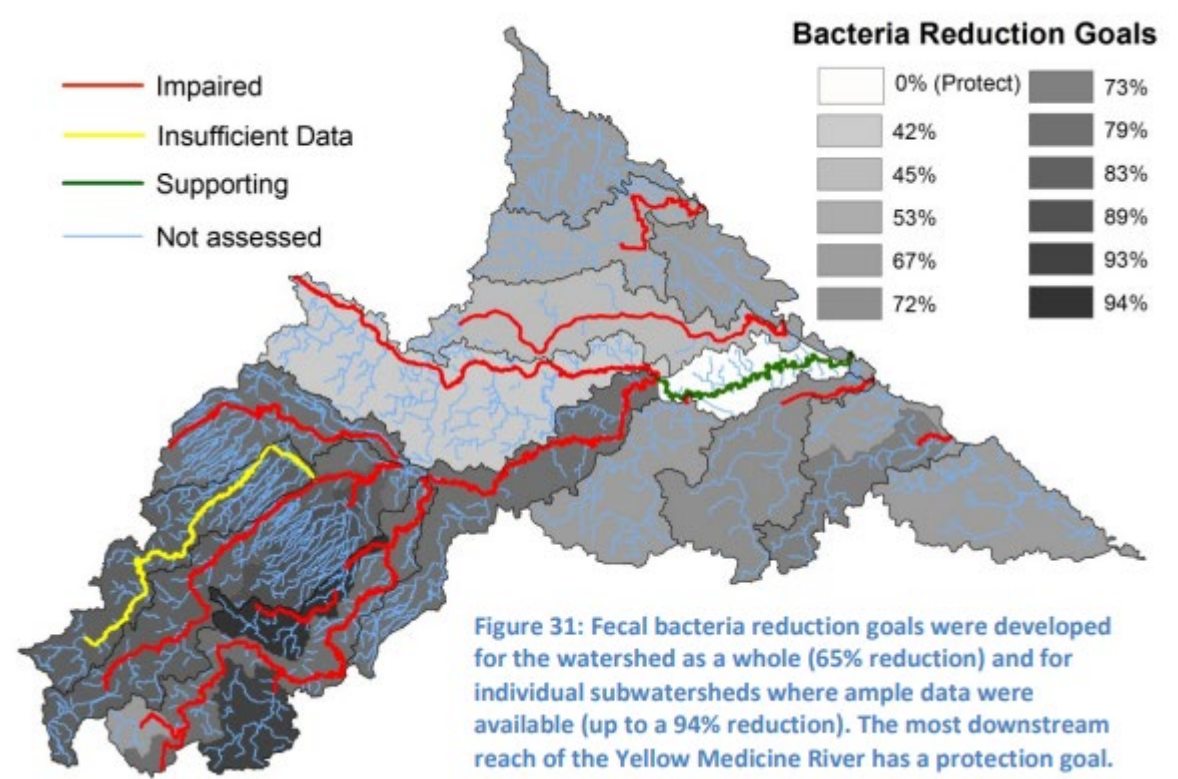 Bacteria Reduction Goals
Impaired
Insufficient Data
Supporting
Not assessed
0% (Protect)
42%
45%
53%
67%
72%
73%
79%
83%
89%
93%
94%
Figure 31: Fecal bacteria reduction goals were developed
for the watershed as a whole (65% reduction) and for
individual subwatersheds where ample data were
available (up to a 94% reduction). The most downstream
reach of the Yellow Medicine River has a protection goal.